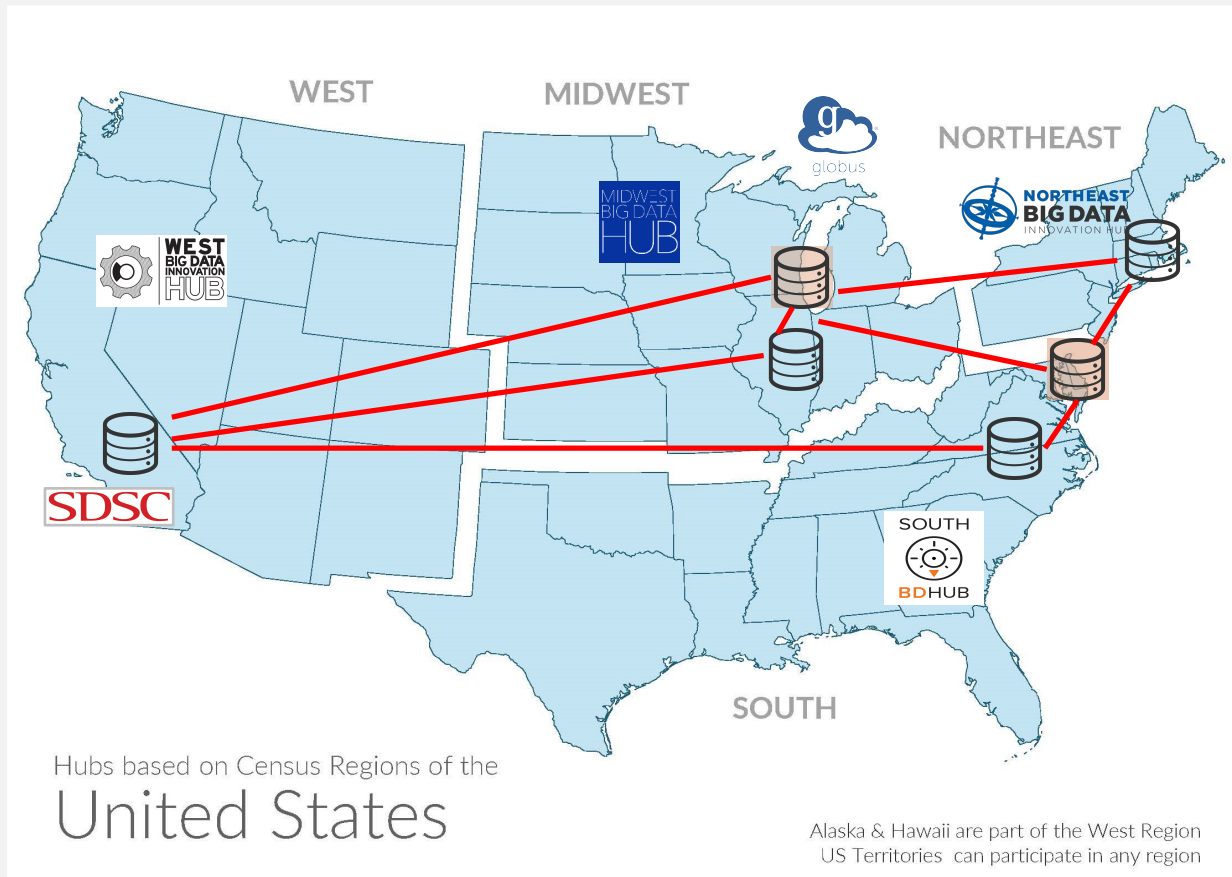 WEST
MIDWEST
g
globus
NORTHEAST
MIDWEST
BIG DATA
HUB
NORTHEAST
BIG DATA
INNOVATION HUB
WEST
BIG DATA
INNOVATION
HUB
SDSC
SOUTH
BDHUB
SOUTH
Hubs based on Census Regions of the
United States
Alaska & Hawaii are part of the West Region
US Territories can participate in any region